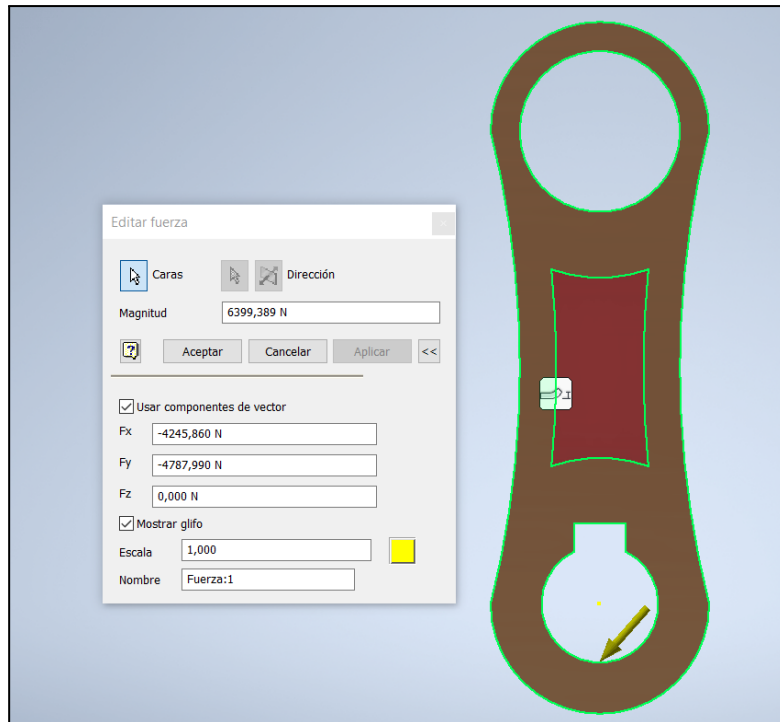 Editar fuerza
Caras Dirección
Magnitud 6399,389 N
Aceptar Cancelar Aplicar <<
Usar componentes de vector
Fx -4245,860 N
Fy -4787,990 N
Fz 0,000 N
Mostrar glifo
Escala 1,000
Nombre Fuerza:1